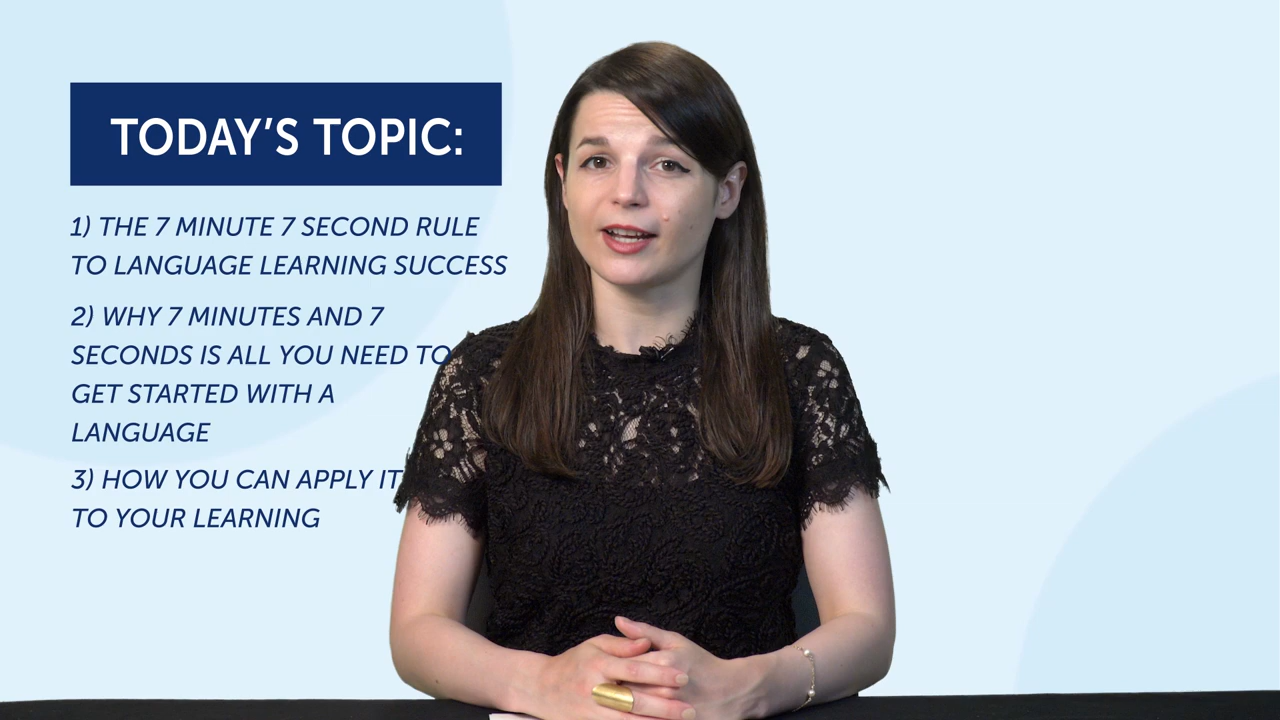 TODAY'S TOPIC:
1) THE 7 MINUTE 7 SECOND RULE
TO LANGUAGE LEARNING SUCCESS
2) WHY 7 MINUTES AND 7
SECONDS IS ALL YOU NEED TO
GET STARTED WITH A
LANGUAGE
3) HOW YOU CAN APPLY IT
TO YOUR LEARNING